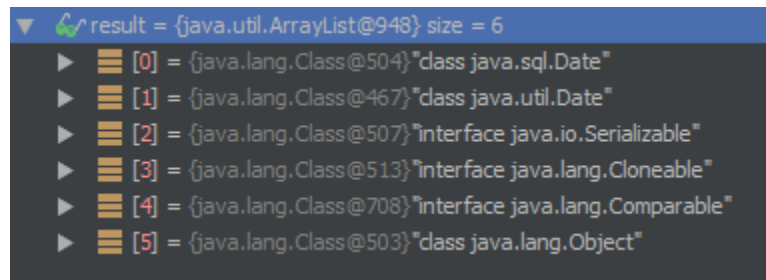 result = {java.util.ArrayList@948} size = 6
[0] = {java.lang.Class@504}"class java.sql.Date"
[1] = {java.lang.Class@467}"class java.util.Date"
[2] = {java.lang.Class@507}"interface java.io.Serializable"
[3] = {java.lang.Class@513}"interface java.lang.Cloneable"
[4] = {java.lang.Class@708}"interface java.lang.Comparable"
[5] = {java.lang.Class@503}"class java.lang.Object"